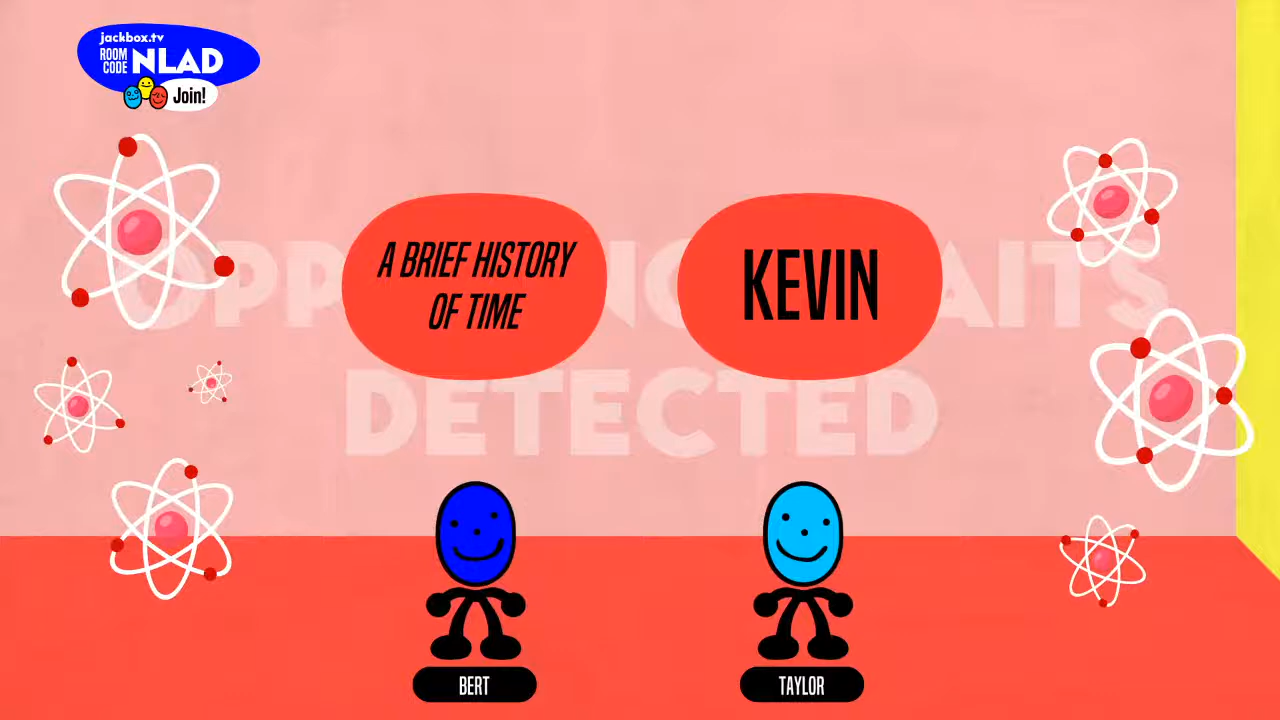 jackbox.tv
ROOM
CODE
NLAD
Join!
A BRIEF HISTORY
OF TIME
KEVIN
DETECTED
BERT
TAYLOR